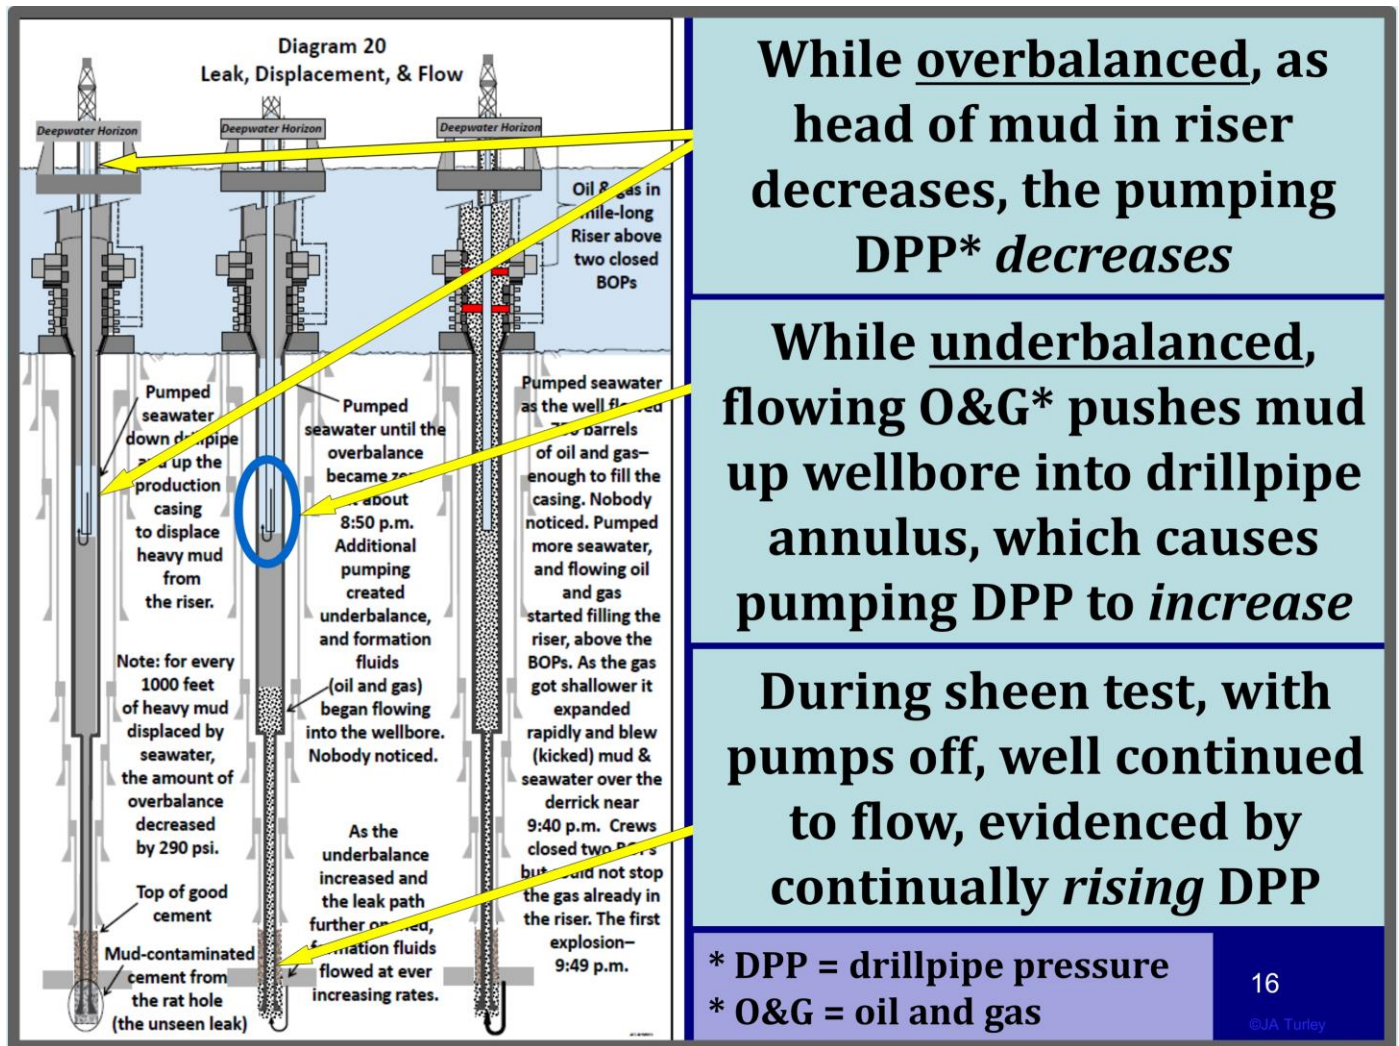 Diagram 20
Leak, Displacement, & Flow
Deepwater Horizon
Deepwater Horizon
Deepwater Horizon
Oil & gas in
mile-long
Riser above
two closed
BOPs
Pumped
seawater
down drillpipe
and up the
production
casing
to displace
heavy mud
from
the riser.
Note: for every
1000 feet
of heavy mud
displaced by
seawater,
the amount of
overbalance
decreased
by 290 psi.
Top of good
cement
Mud-contaminated
cement from
the rat hole
(the unseen leak)
Pumped
seawater until the
overbalance
became zero
at about
8:50 p.m.
Additional
pumping
created
underbalance,
and formation
fluids
(oil and gas)
began flowing
into the wellbore.
Nobody noticed.
As the
underbalance
increased and
the leak path
further opened,
formation fluids
flowed at ever
increasing rates.
Pumped seawater
as the well flowed
barrels
of oil and gas–
enough to fill the
casing. Nobody
noticed. Pumped
more seawater,
and flowing oil
and gas
started filling the
riser, above the
BOPs. As the gas
got shallower it
expanded
rapidly and blew
(kicked) mud &
seawater over the
derrick near
9:40 p.m. Crews
closed two BOPs
but could not stop
the gas already in
the riser. The first
explosion–
9:49 p.m.
While overbalanced, as
head of mud in riser
decreases, the pumping
DPP* decreases
While underbalanced,
flowing O&G* pushes mud
up wellbore into drillpipe
annulus, which causes
pumping DPP to increase
During sheen test, with
pumps off, well continued
to flow, evidenced by
continually rising DPP
* DPP = drillpipe pressure
* O&G = oil and gas
16
©JA Turley